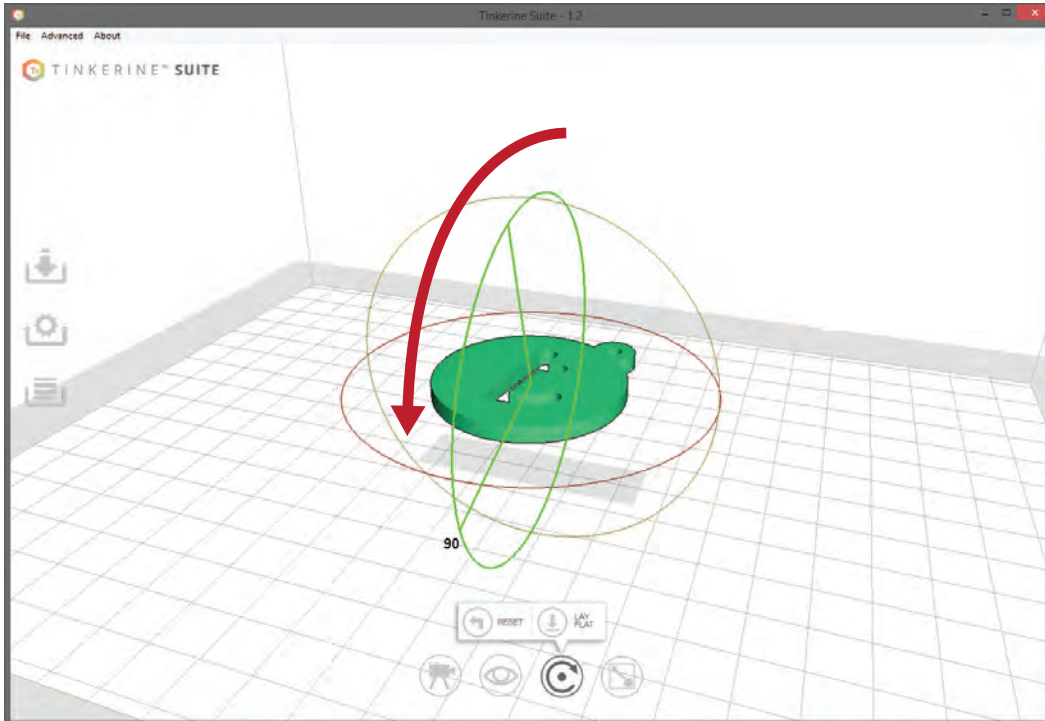 Tinkerine Suite - 1.2
File Advanced About
TINKERINE™ SUITE
90
RESET
LAY
FLAT